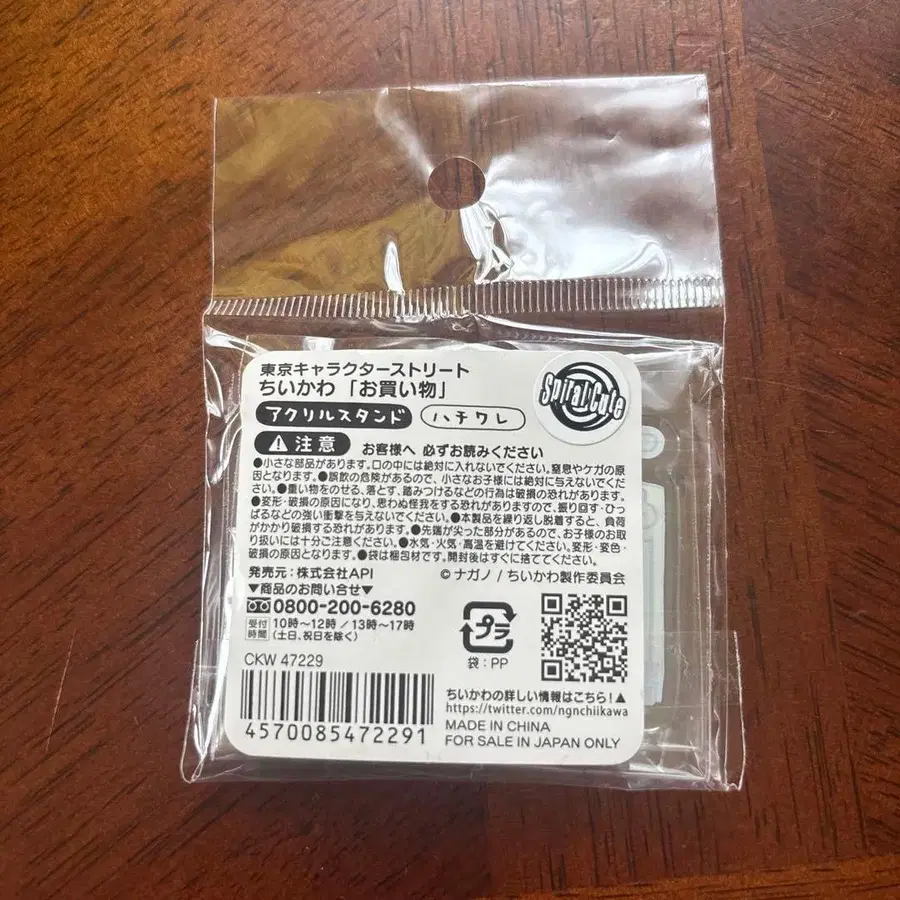 東京キャラクターストリート
ちいかわ「お買い物」
アクリルスタンド ハチワレ
Spiral Cute
注意 お客様へ 必ずお読みください
●小さな部品があります。口の中には絶対に入れないでください。窒息やケガの原
因となります。●誤飲の危険があるので、小さなお子様には絶対に与えないでくださ
い。●重い物をのせる、落とす、踏みつけるなどの行為は破損の恐れがあります。
●変形・破損の原因になり、思わぬ怪我をする恐れがありますので、振り回す・ひっ
ぱるなどの強い衝撃を与えないでください。●本製品を繰り返し脱着すると、負荷
がかかり破損する恐れがあります。●先端が尖った部分があるので、お子様のお取
り扱いには十分ご注意ください。●水気・火気・高温を避けてください。変形・変色・
破損の原因となります。●袋は梱包材です。開封後はすぐに捨ててください。
発売元:株式会社API ©ナガノ / ちいかわ製作委員会
▼商品のお問い合せ▼
0800-200-6280
受付時間 10時~12時 / 13時~17時
(土日、祝日を除く)
プラ
袋:PP
CKW 47229
4570085472291
ちいかわの詳しい情報はこちら!▲
https://twitter.com/ngnchiikawa
MADE IN CHINA
FOR SALE IN JAPAN ONLY